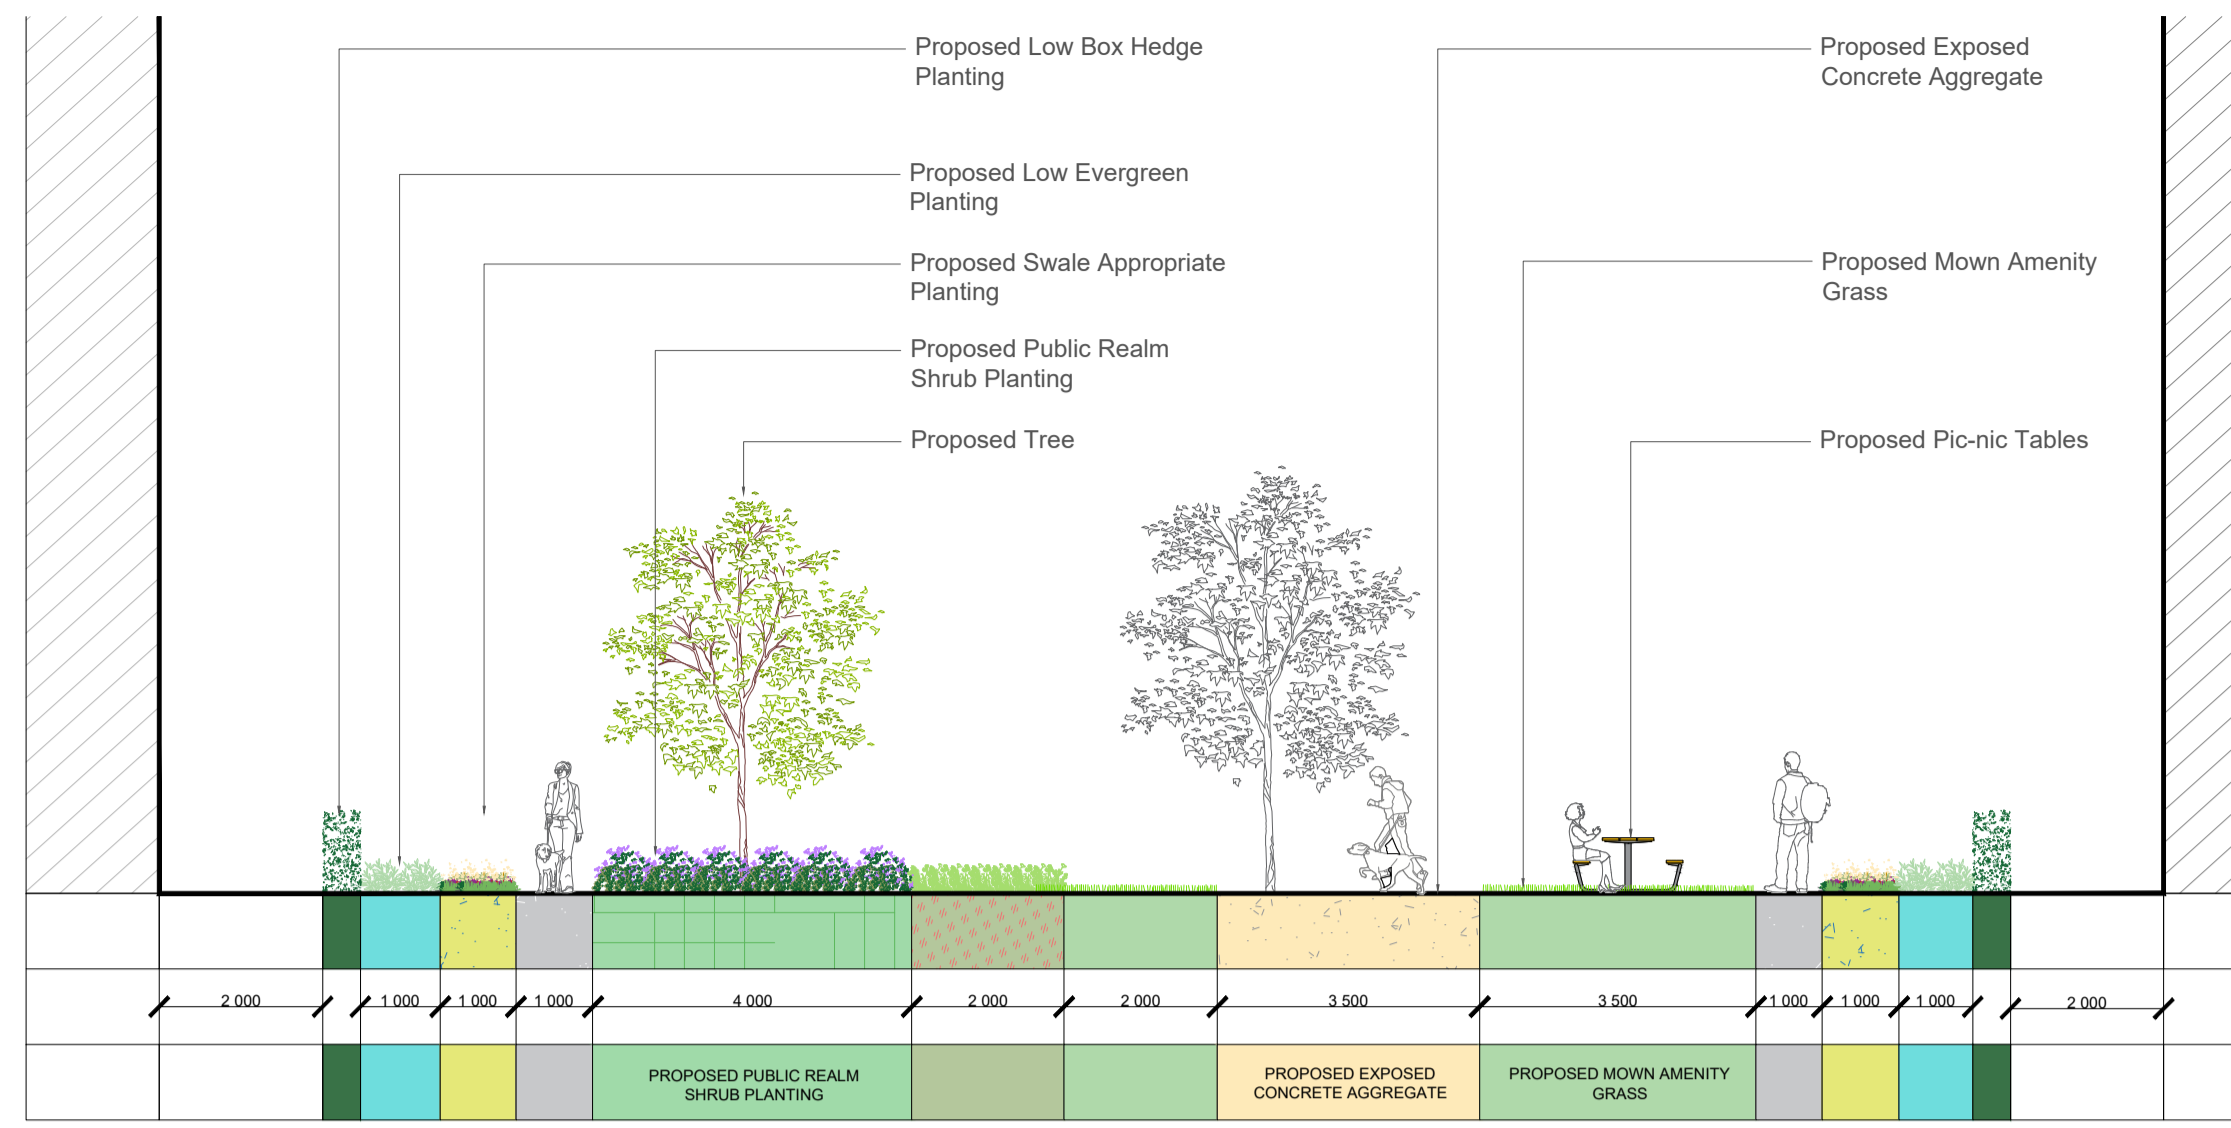 Proposed Low Box Hedge
Planting
Proposed Exposed
Concrete Aggregate
Proposed Low Evergreen
Planting
Proposed Swale Appropriate
Planting
Proposed Mown Amenity
Grass
Proposed Public Realm
Shrub Planting
Proposed Tree
Proposed Pic-nic Tables
2 000
1 000
1 000
1 000
4 000
2 000
2 000
3 500
3 500
1 000
1 000
1 000
2 000
PROPOSED PUBLIC REALM
SHRUB PLANTING
PROPOSED EXPOSED
CONCRETE AGGREGATE
PROPOSED MOWN AMENITY
GRASS